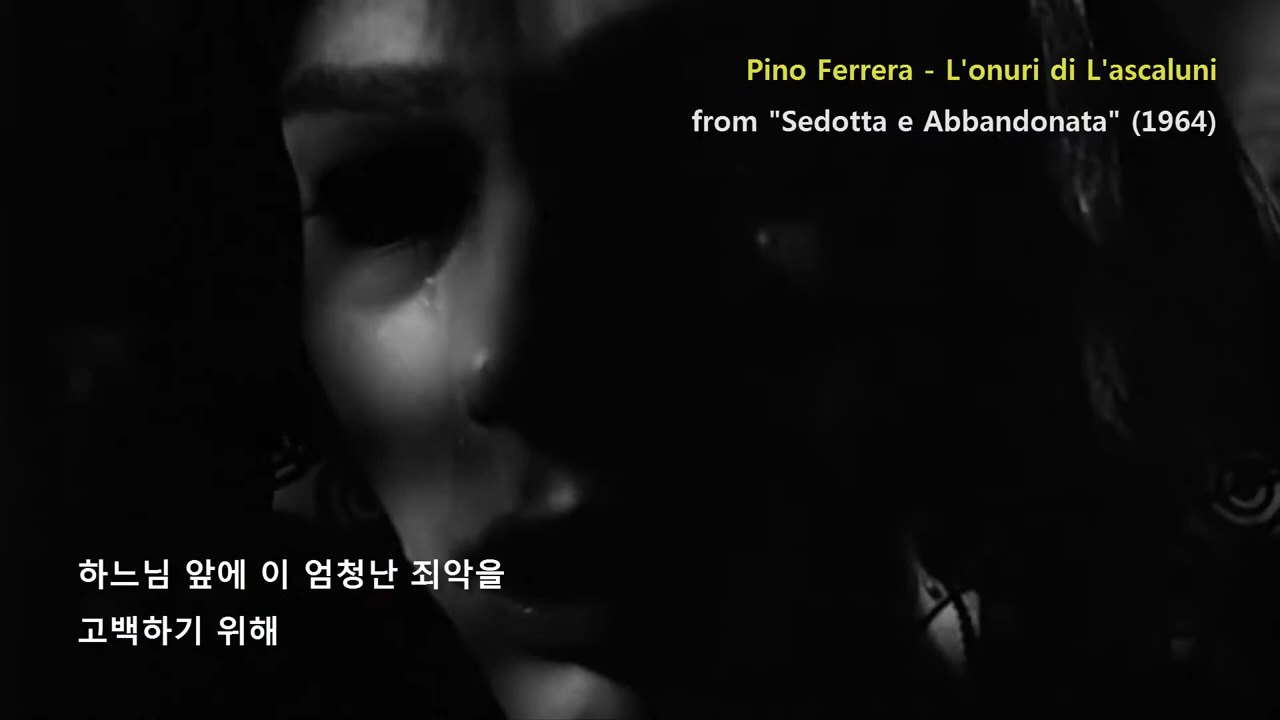 Pino Ferrera - L'onuri di L'ascaluni
from "Sedotta e Abbandonata" (1964)
하느님 앞에 이 엄청난 죄악을
고백하기 위해